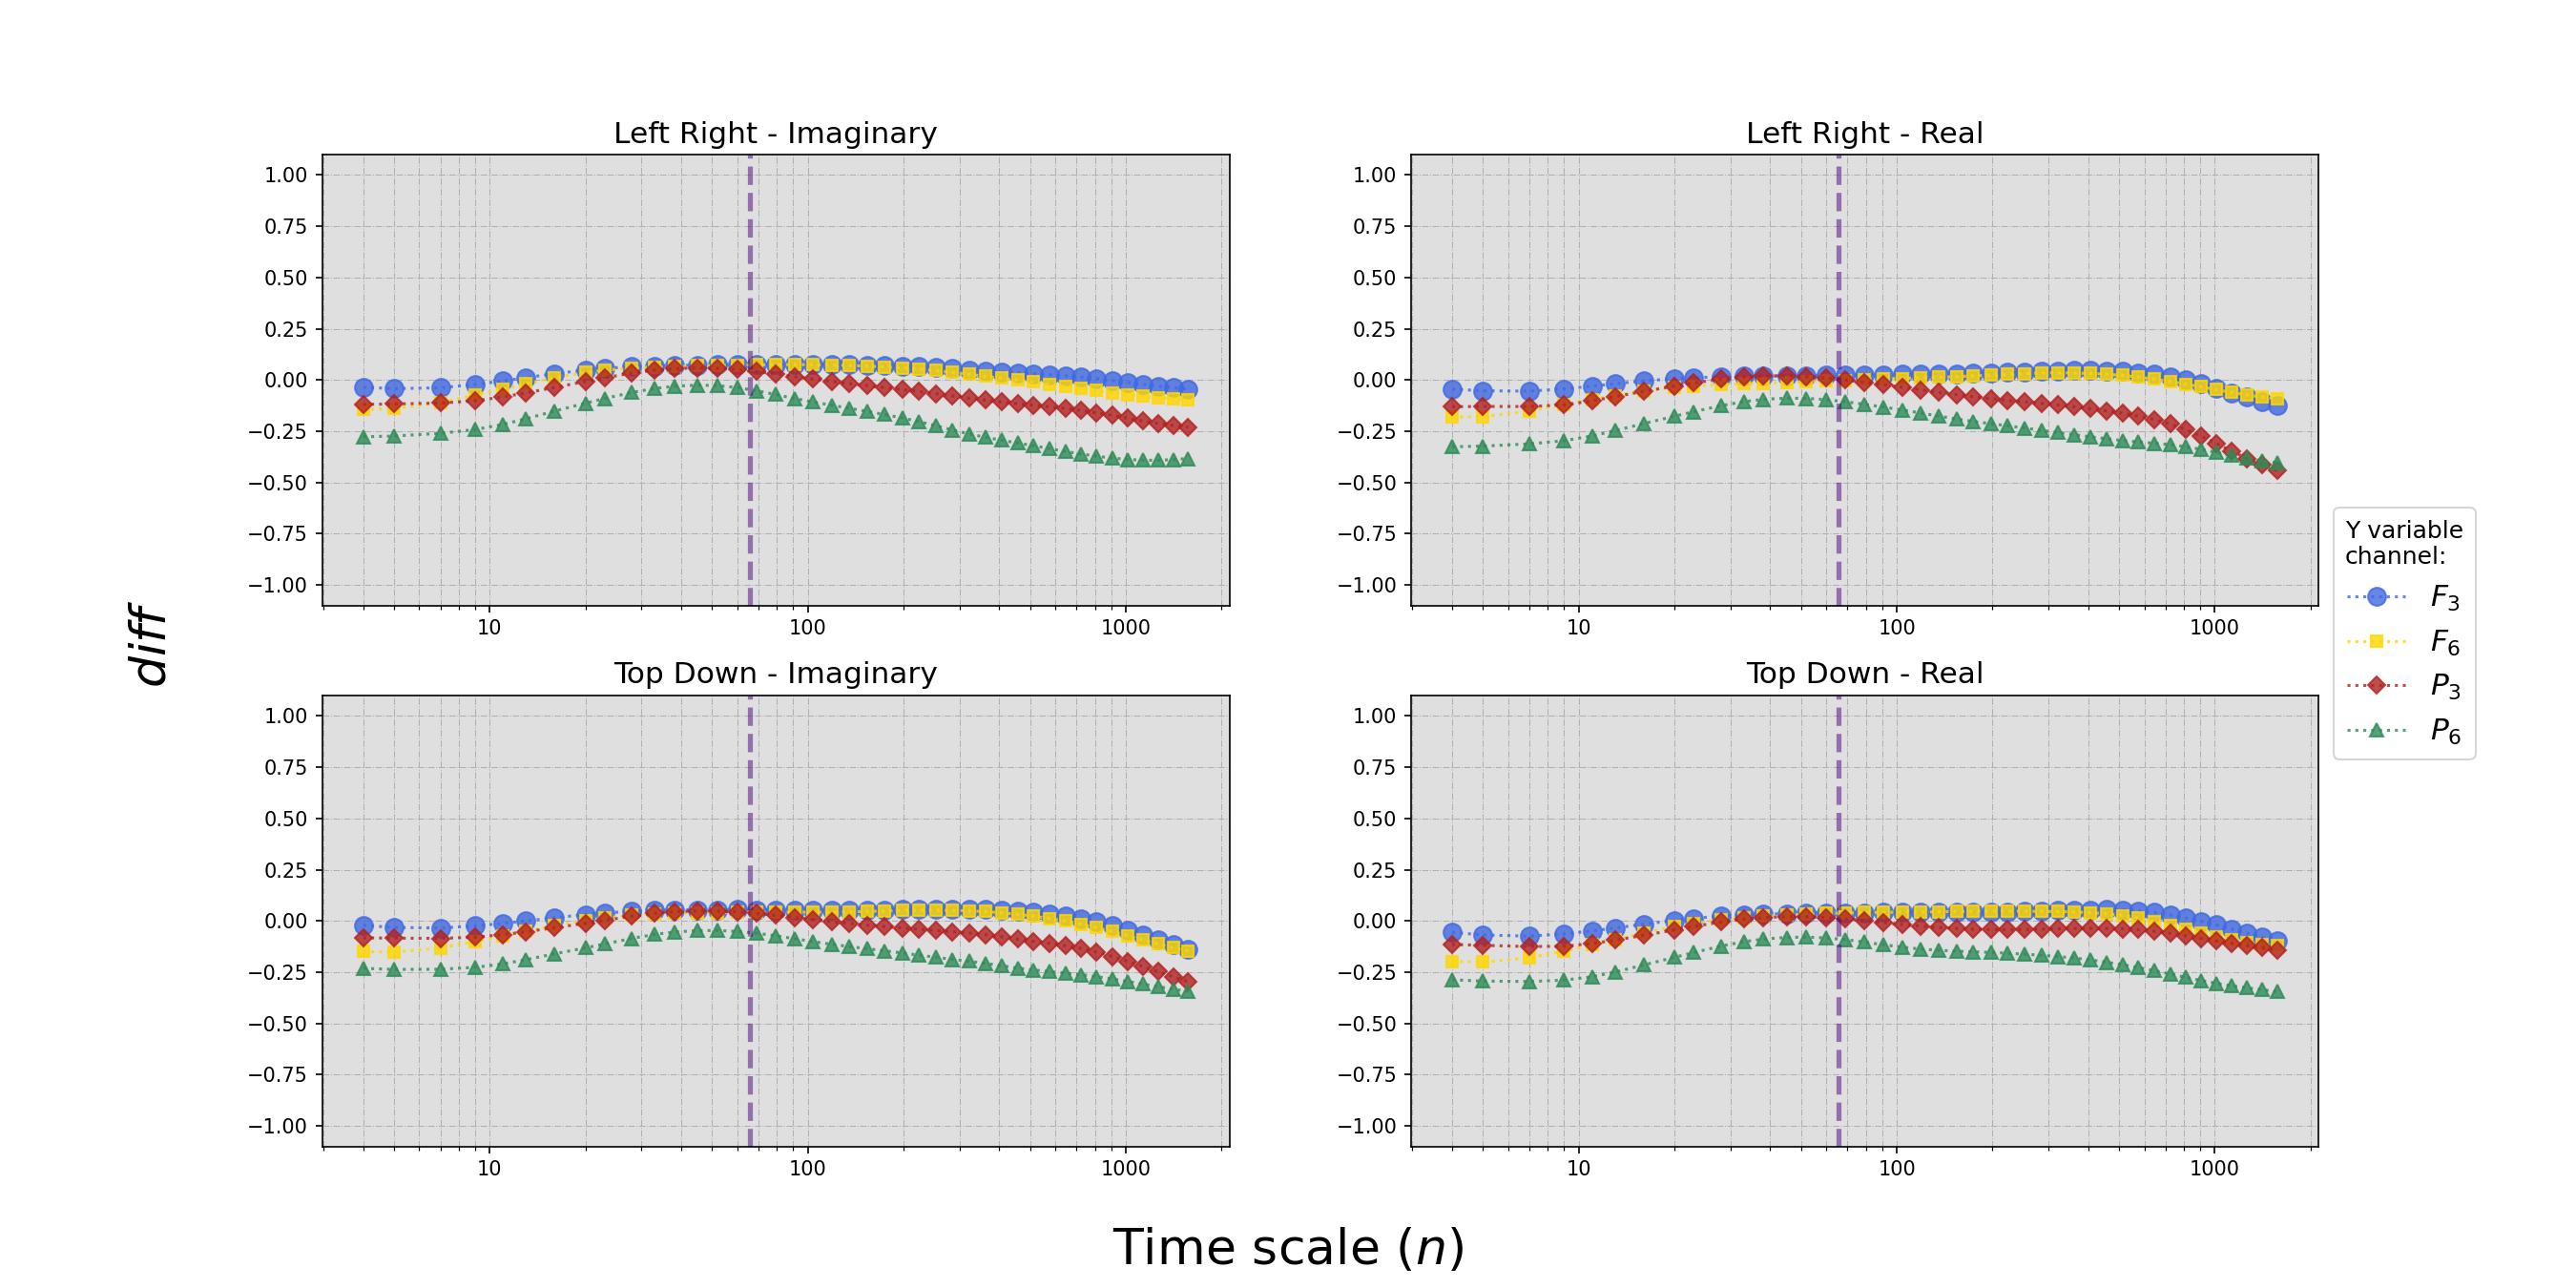 Left Right - Imaginary
1.00
0.75
0.50
0.25
0.00
−0.25
−0.50
−0.75
−1.00
10 100 1000
Left Right - Real
1.00
0.75
0.50
0.25
0.00
−0.25
−0.50
−0.75
−1.00
10 100 1000
diff
Top Down - Imaginary
1.00
0.75
0.50
0.25
0.00
−0.25
−0.50
−0.75
−1.00
10 100 1000
Top Down - Real
1.00
0.75
0.50
0.25
0.00
−0.25
−0.50
−0.75
−1.00
10 100 1000
Y variable
channel:
F3
F6
P3
P6
Time scale (n)